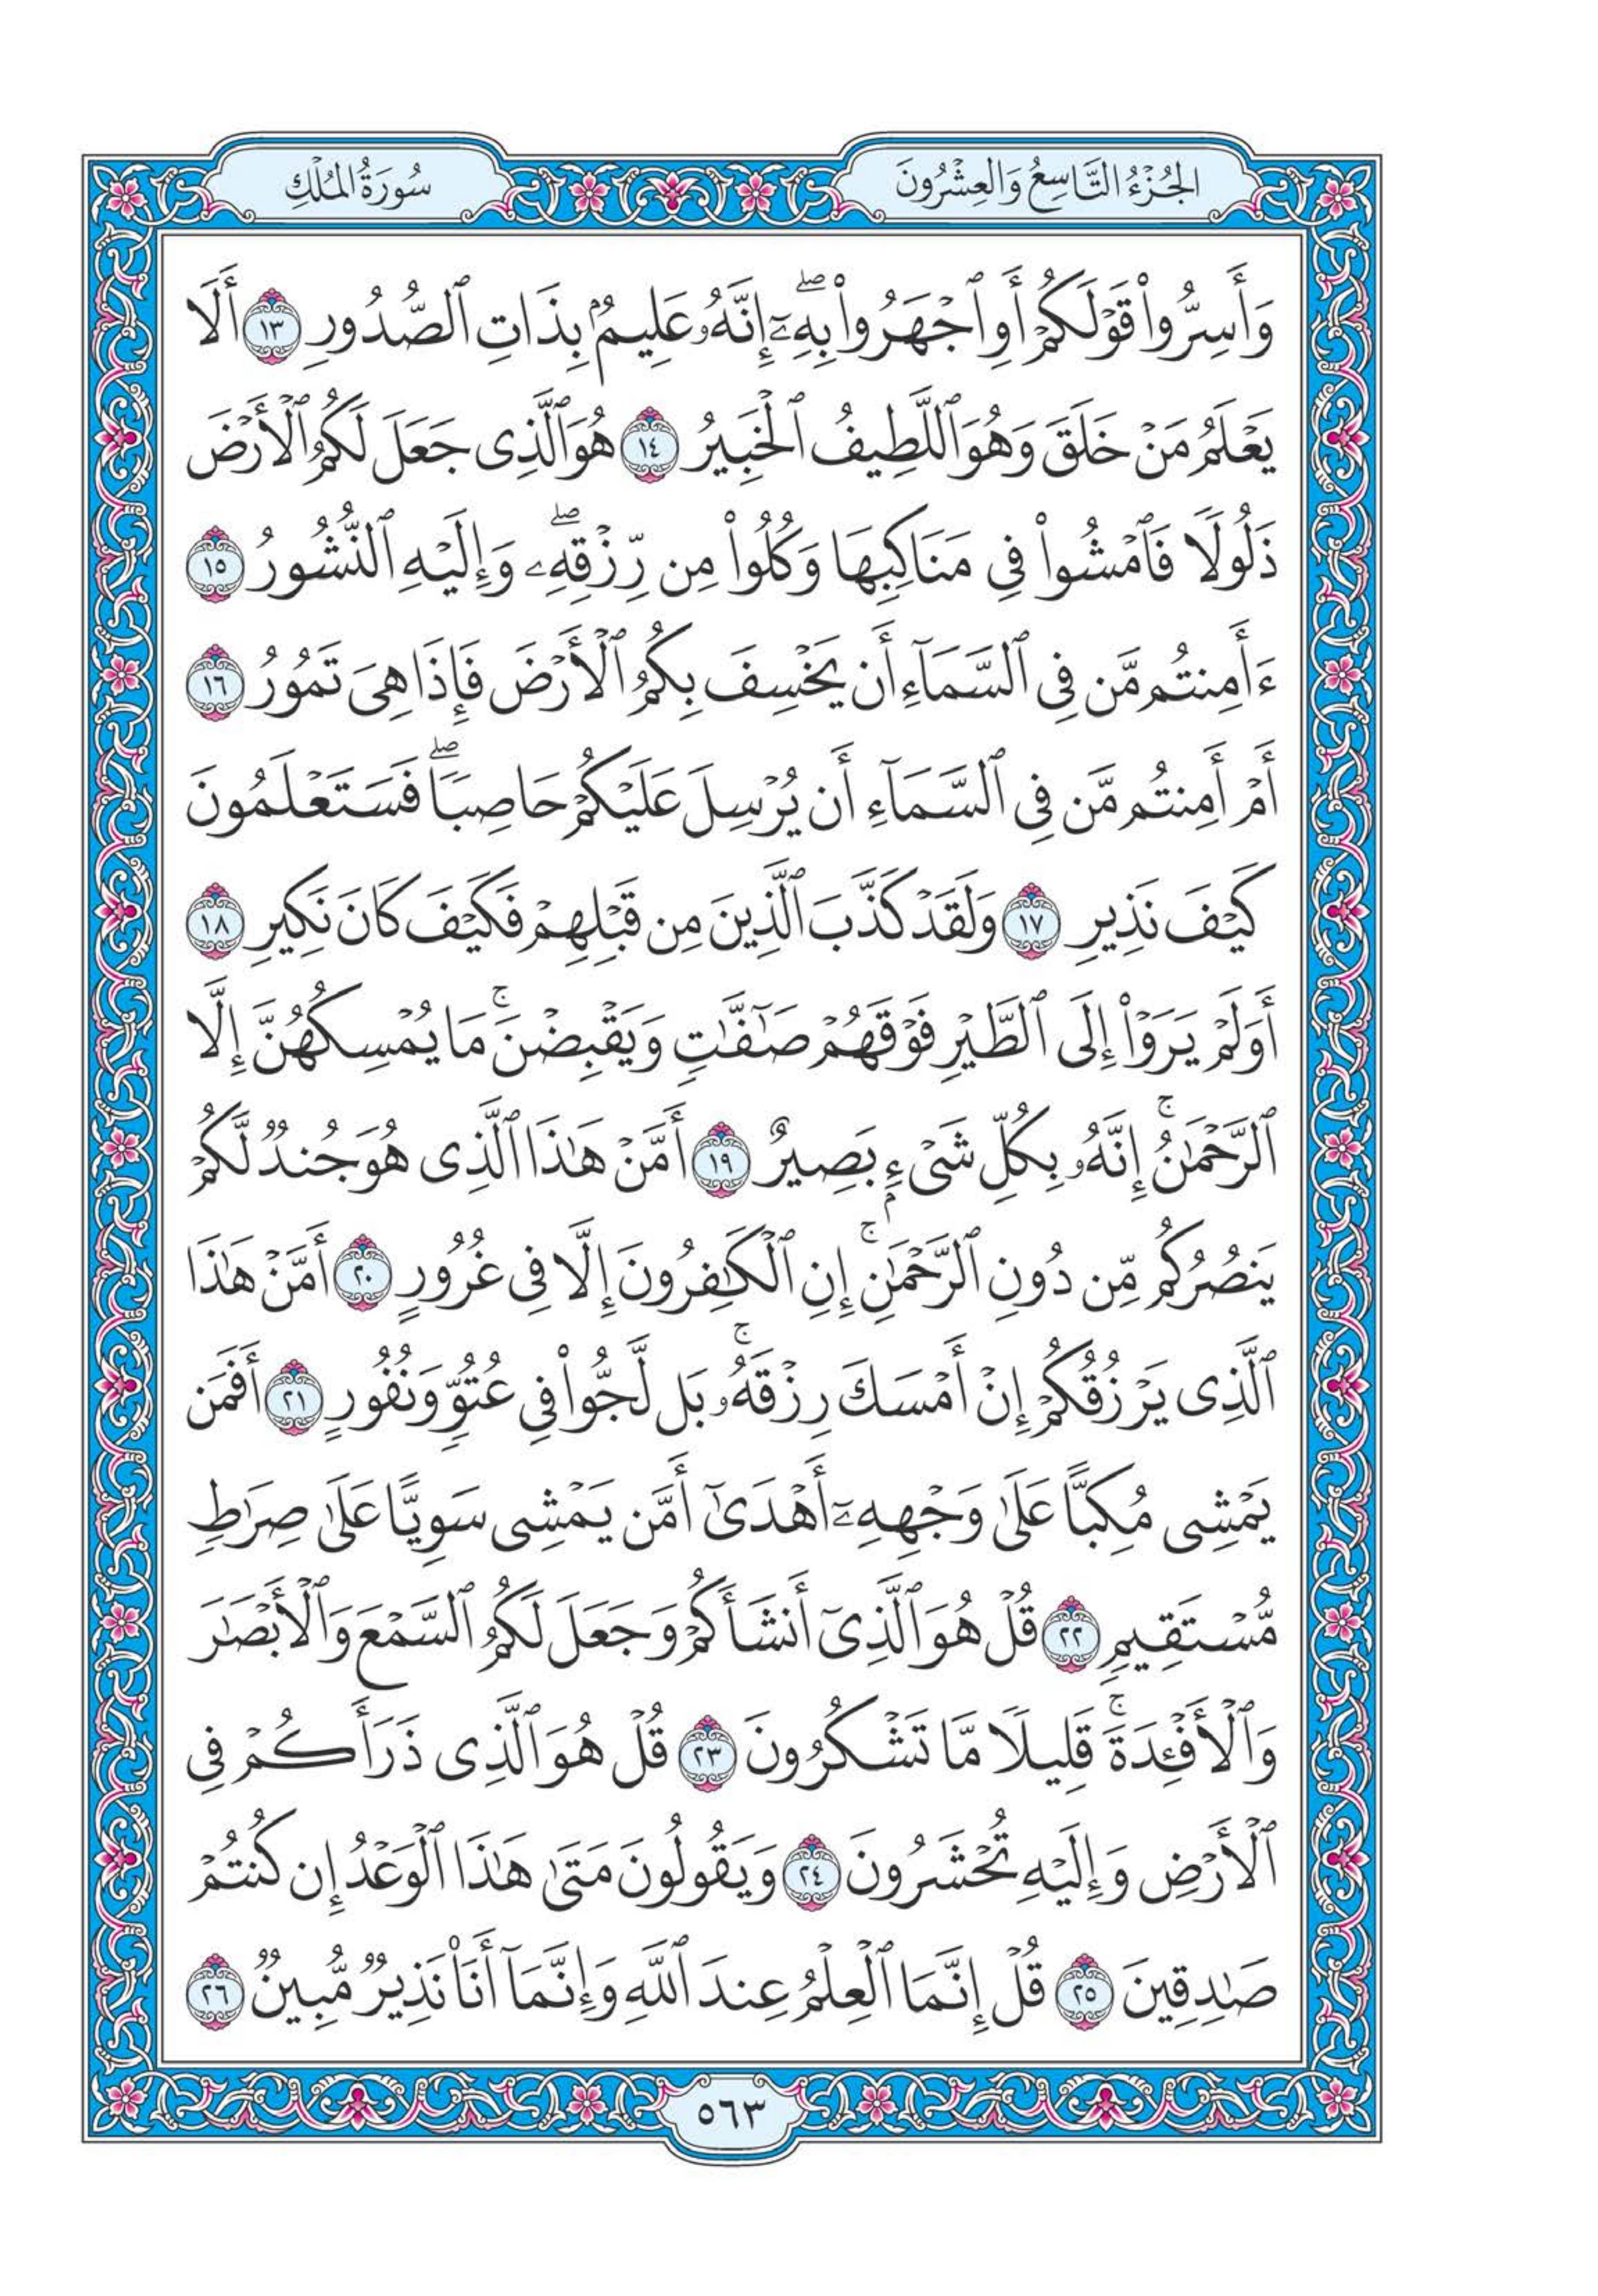 الجُزْءُ التَّاسِعُ وَالعِشْرُونَ
سُورَةُ المُلْكِ
وَأَسِرُّوا۟ قَوْلَكُمْ أَوِ ٱجْهَرُوا۟ بِهِۦٓ ۖ إِنَّهُۥ عَلِيمٌۢ بِذَاتِ ٱلصُّدُورِ ١٣ أَلَا
يَعْلَمُ مَنْ خَلَقَ وَهُوَ ٱللَّطِيفُ ٱلْخَبِيرُ ١٤ هُوَ ٱلَّذِى جَعَلَ لَكُمُ ٱلْأَرْضَ
ذَلُولًا فَٱمْشُوا۟ فِى مَنَاكِبِهَا وَكُلُوا۟ مِن رِّزْقِهِۦ ۖ وَإِلَيْهِ ٱلنُّشُورُ ١٥
ءَأَمِنتُم مَّن فِى ٱلسَّمَآءِ أَن يَخْسِفَ بِكُمُ ٱلْأَرْضَ فَإِذَا هِىَ تَمُورُ ١٦
أَمْ أَمِنتُم مَّن فِى ٱلسَّمَآءِ أَن يُرْسِلَ عَلَيْكُمْ حَاصِبًا ۖ فَسَتَعْلَمُونَ
كَيْفَ نَذِيرِ ١٧ وَلَقَدْ كَذَّبَ ٱلَّذِينَ مِن قَبْلِهِمْ فَكَيْفَ كَانَ نَكِيرِ ١٨
أَوَلَمْ يَرَوْا۟ إِلَى ٱلطَّيْرِ فَوْقَهُمْ صَٰٓفَّٰتٍ وَيَقْبِضْنَ ۚ مَا يُمْسِكُهُنَّ إِلَّا
ٱلرَّحْمَٰنُ ۚ إِنَّهُۥ بِكُلِّ شَىْءٍۭ بَصِيرٌ ١٩ أَمَّنْ هَٰذَا ٱلَّذِى هُوَ جُندٌ لَّكُمْ
يَنصُرُكُم مِّن دُونِ ٱلرَّحْمَٰنِ ۚ إِنِ ٱلْكَٰفِرُونَ إِلَّا فِى غُرُورٍ ٢٠ أَمَّنْ هَٰذَا
ٱلَّذِى يَرْزُقُكُمْ إِنْ أَمْسَكَ رِزْقَهُۥ ۚ بَل لَّجُّوا۟ فِى عُتُوٍّ وَنُفُورٍ ٢١ أَفَمَن
يَمْشِى مُكِبًّا عَلَىٰ وَجْهِهِۦٓ أَهْدَىٰٓ أَمَّن يَمْشِى سَوِيًّا عَلَىٰ صِرَٰطٍ
مُّسْتَقِيمٍ ٢٢ قُلْ هُوَ ٱلَّذِىٓ أَنشَأَكُمْ وَجَعَلَ لَكُمُ ٱلسَّمْعَ وَٱلْأَبْصَٰرَ
وَٱلْأَفْـِٔدَةَ ۚ قَلِيلًا مَّا تَشْكُرُونَ ٢٣ قُلْ هُوَ ٱلَّذِى ذَرَأَكُمْ فِى
ٱلْأَرْضِ وَإِلَيْهِ تُحْشَرُونَ ٢٤ وَيَقُولُونَ مَتَىٰ هَٰذَا ٱلْوَعْدُ إِن كُنتُمْ
صَٰدِقِينَ ٢٥ قُلْ إِنَّمَا ٱلْعِلْمُ عِندَ ٱللَّهِ وَإِنَّمَآ أَنَا۠ نَذِيرٌ مُّبِينٌ ٢٦
٥٦٣